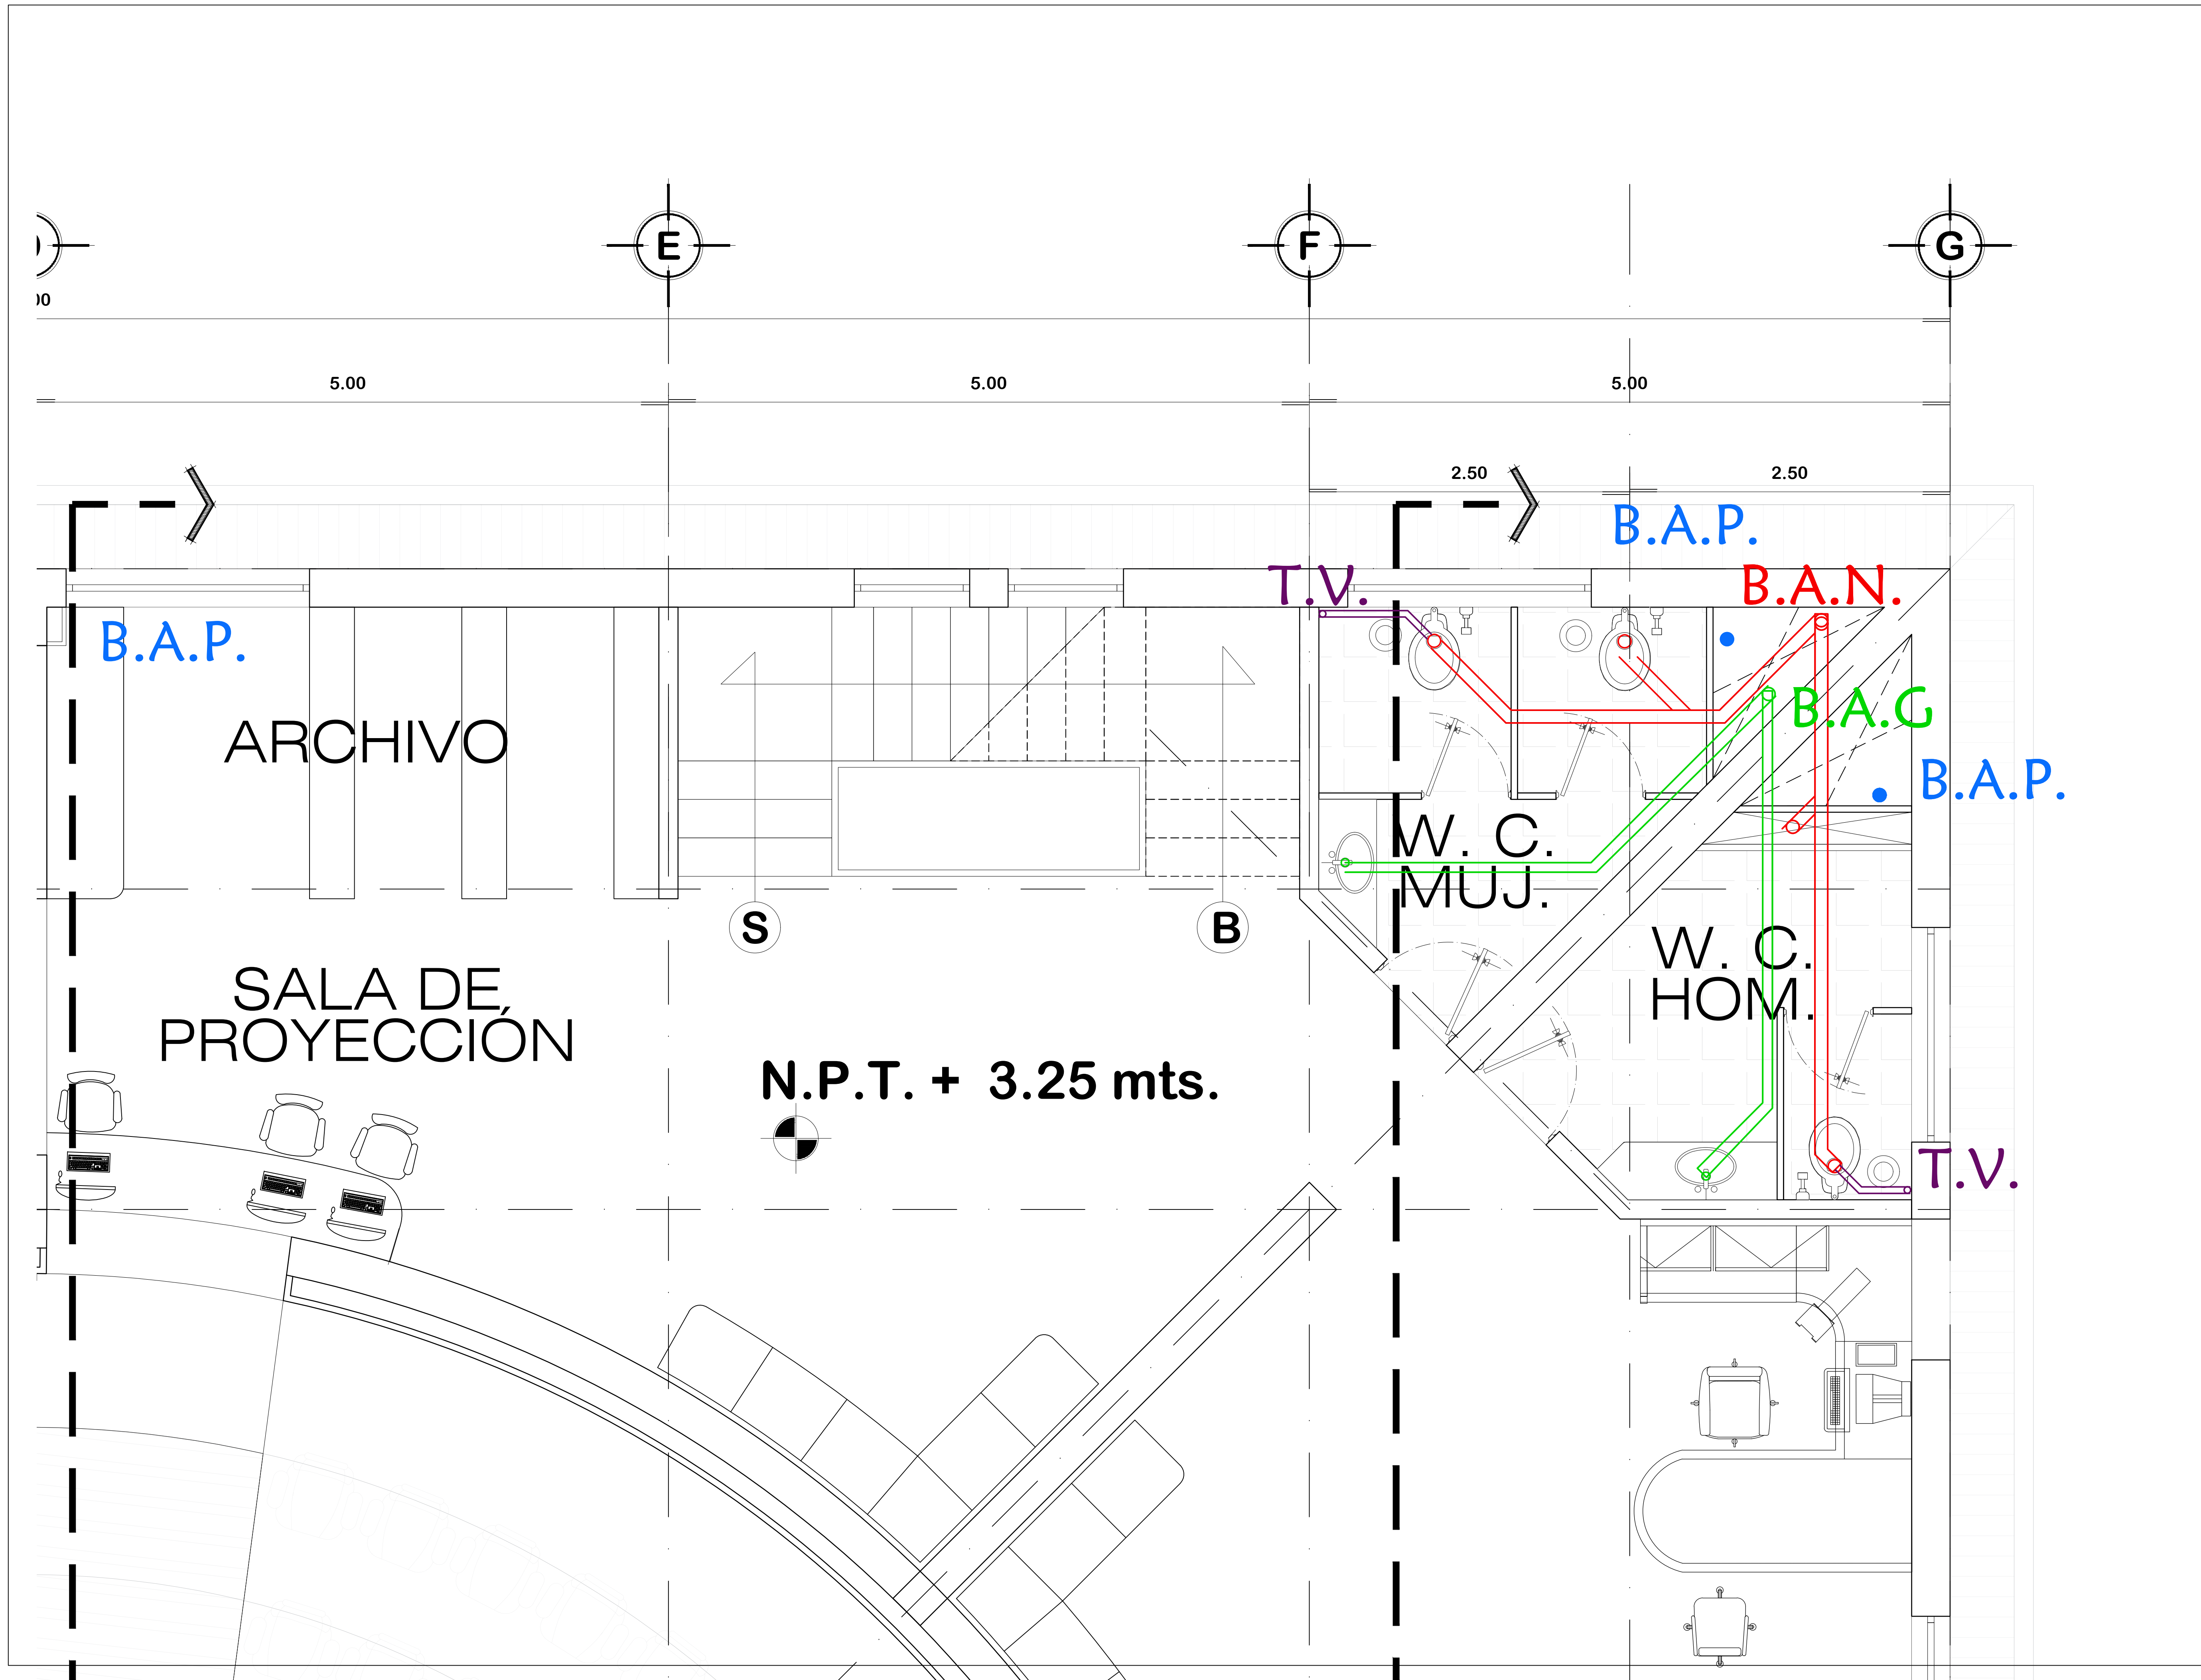 E
F
G
00
5.00
5.00
5.00
2.50
2.50
B.A.P.
T.V.
B.A.N.
B.A.P.
B.A.G
ARCHIVO
B.A.P.
W. C.
MUJ.
S
B
W. C.
HOM.
SALA DE
PROYECCIÓN
N.P.T. + 3.25 mts.
T.V.